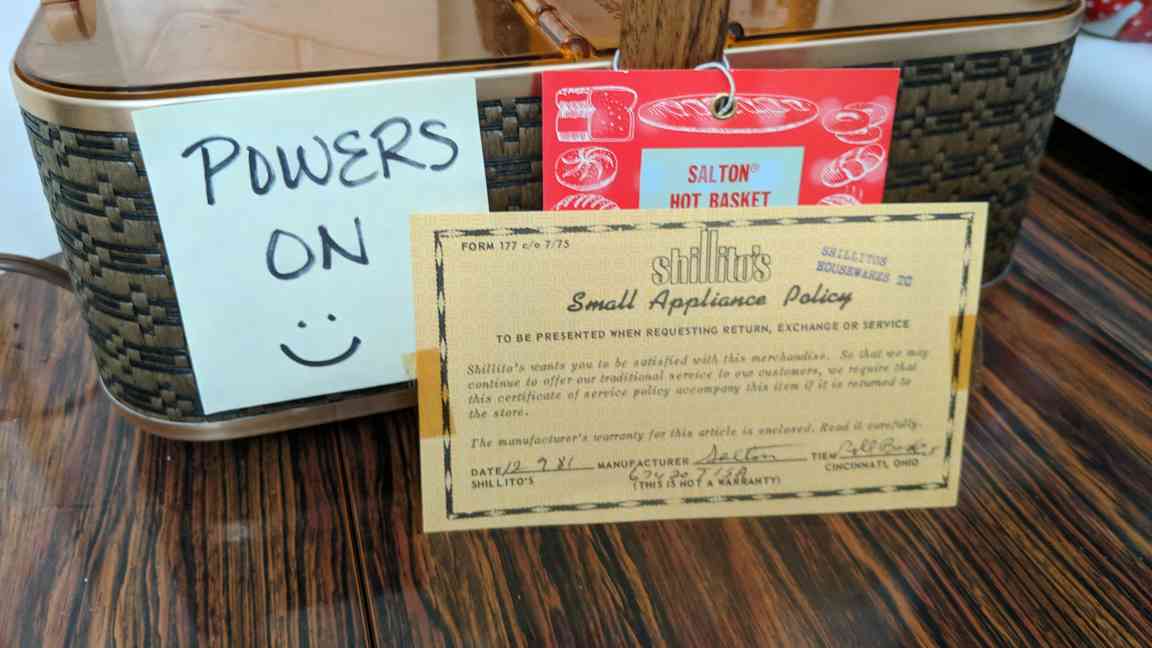 POWERS
ON
SALTON®
HOT BASKET
FORM 177 c/o 7/75
shillito's
SHILLITOS
HOUSEWARES TO
Small Appliance Policy
TO BE PRESENTED WHEN REQUESTING RETURN, EXCHANGE OR SERVICE
Shillito's wants you to be satisfied with this merchandise. So that we may
continue to offer our traditional service to our customers, we require that
this certificate of service policy accompany this item if it is returned to
the store.
The manufacturer's warranty for this article is enclosed. Read it carefully.
DATE 12 9 81 MANUFACTURER Salton ITEM
SHILLITO'S (THIS IS NOT A WARRANTY) CINCINNATI, OHIO